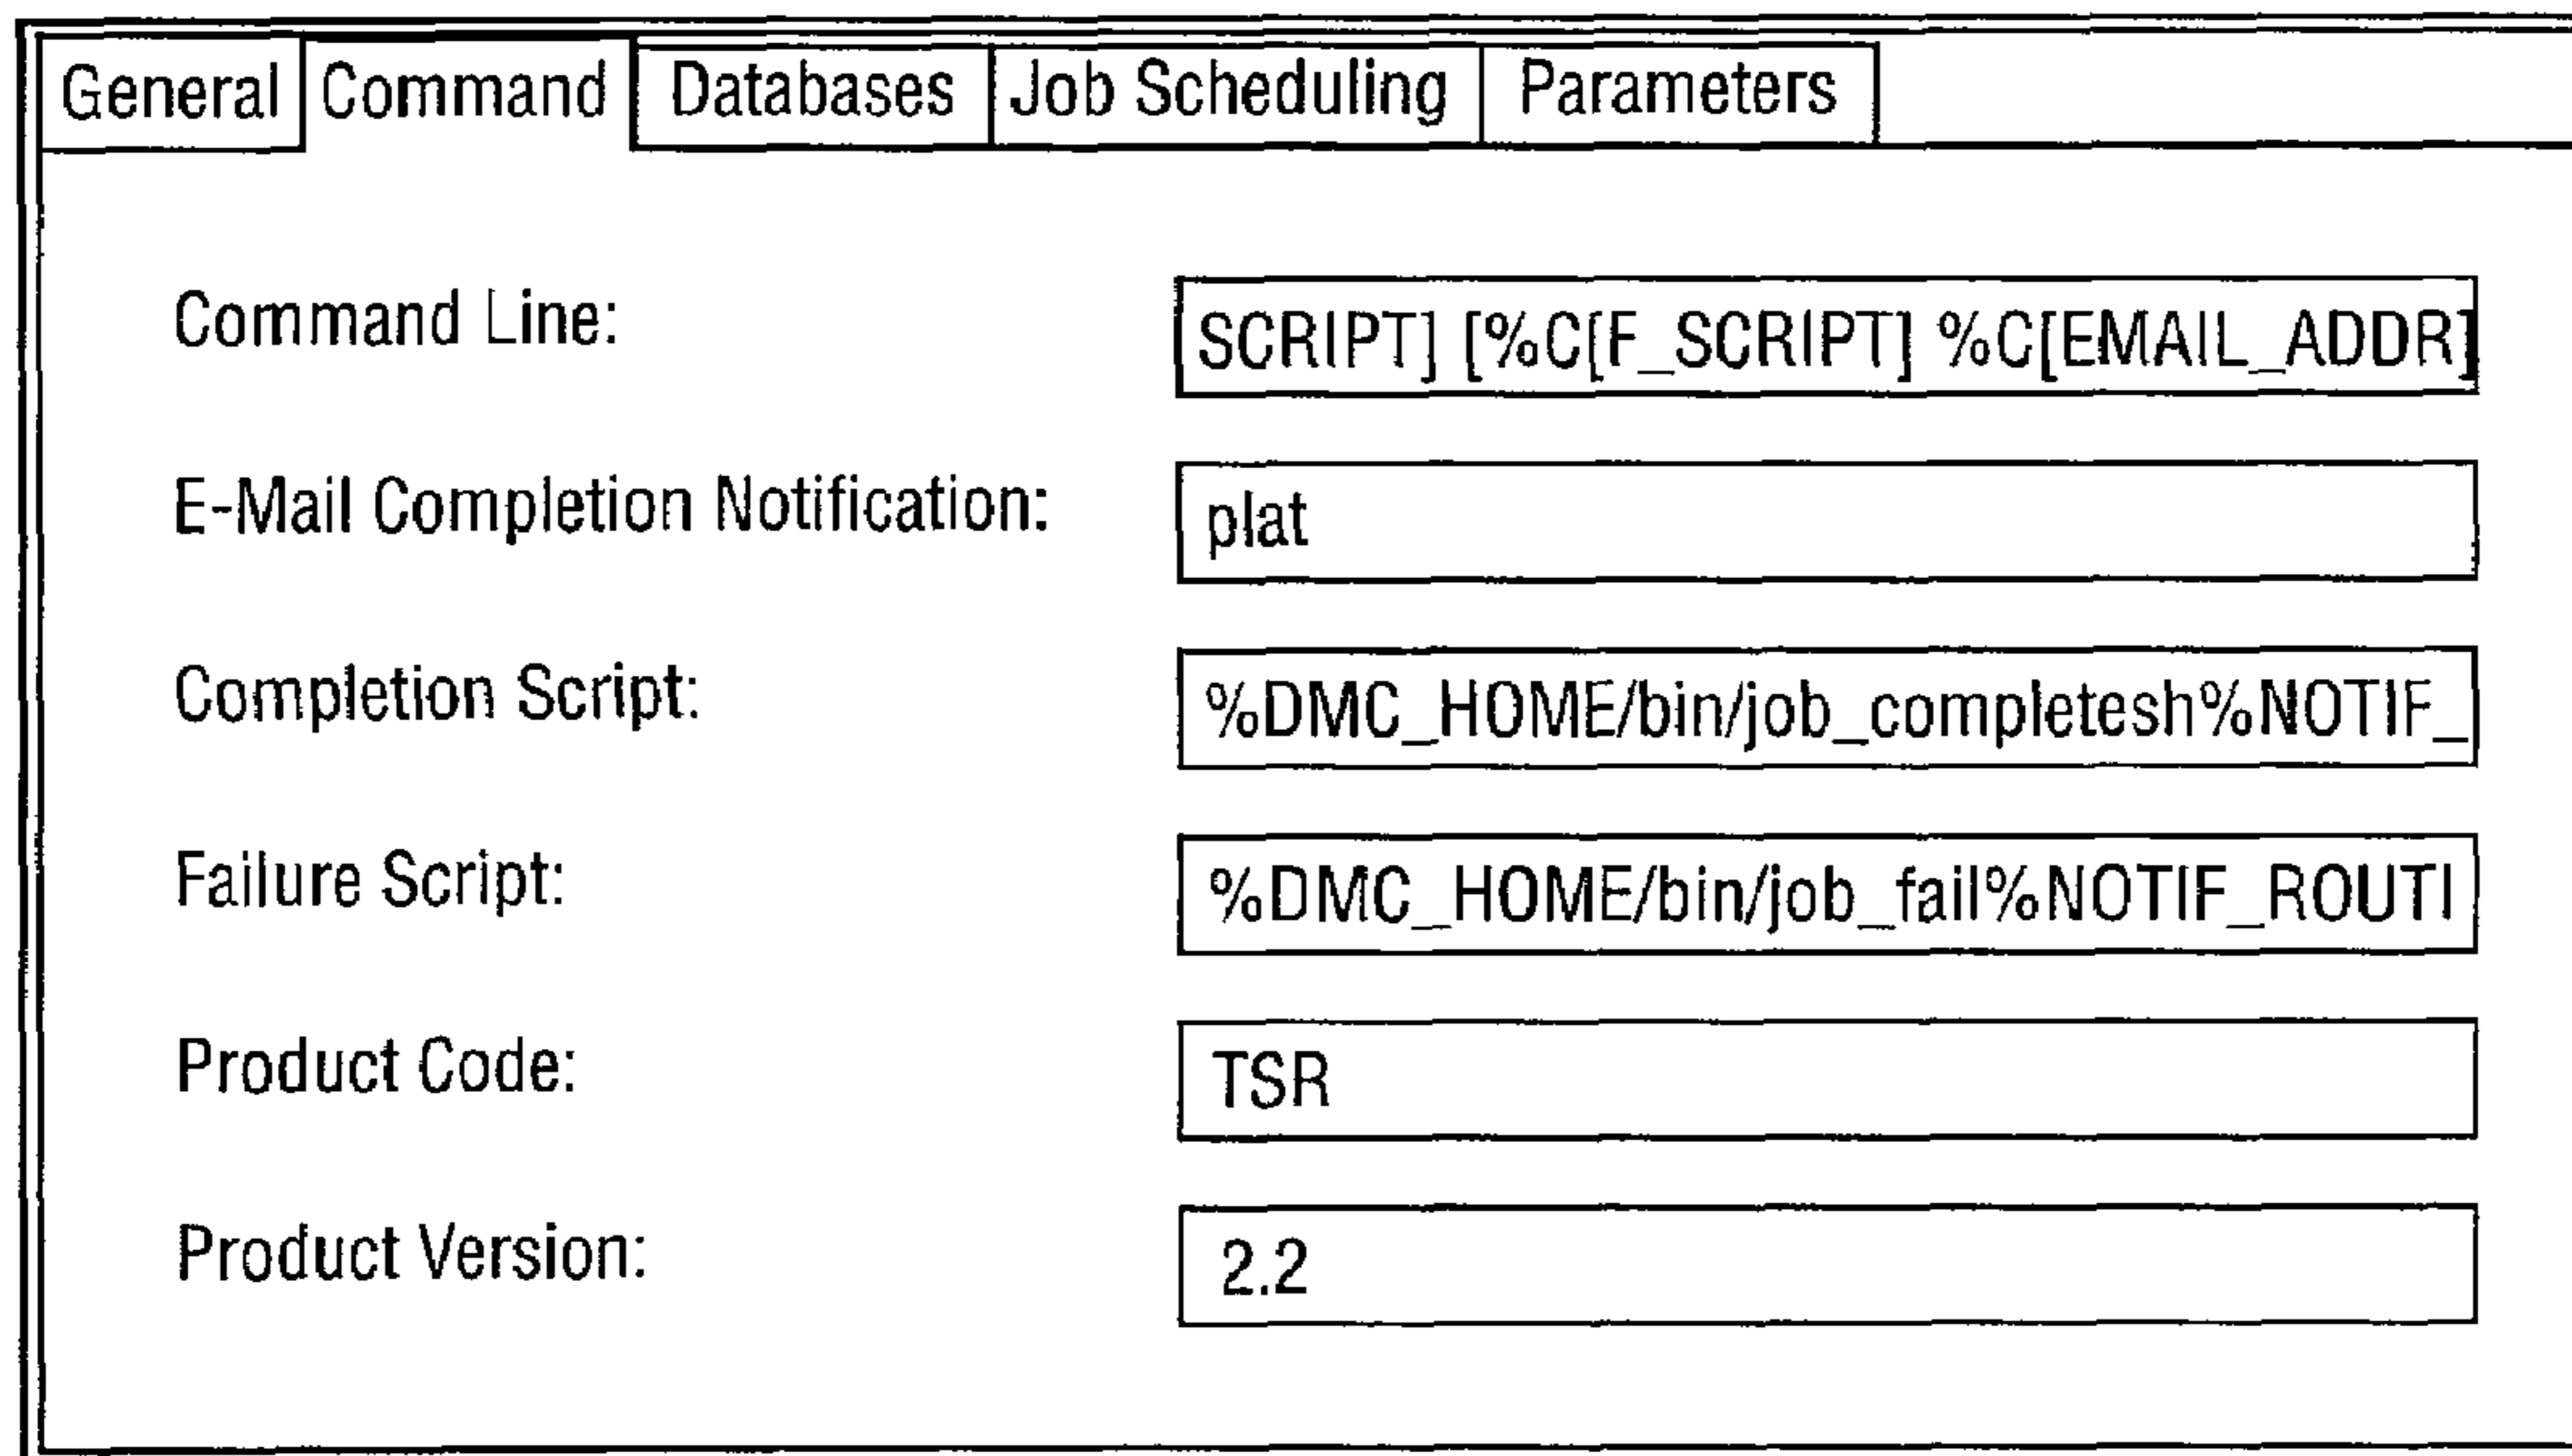 General Command Databases Job Scheduling Parameters
Command Line: SCRIPT] [%C[F_SCRIPT] %C[EMAIL_ADDR]
E-Mail Completion Notification: plat
Completion Script: %DMC_HOME/bin/job_completesh%NOTIF_
Failure Script: %DMC_HOME/bin/job_fail%NOTIF_ROUTI
Product Code: TSR
Product Version: 2.2